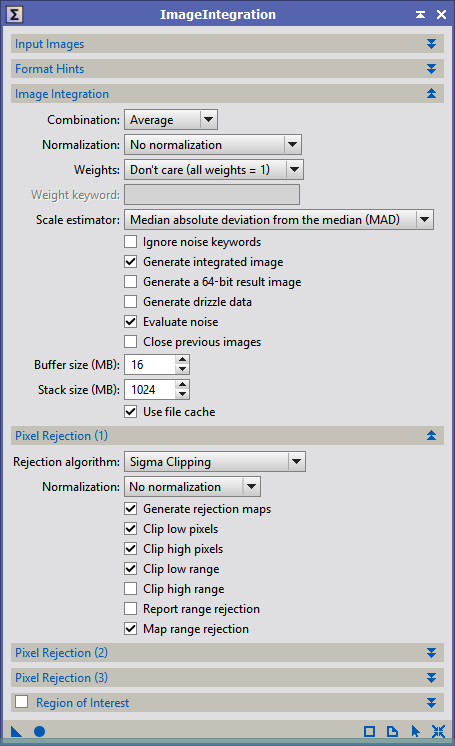 Σ ImageIntegration
Input Images
Format Hints
Image Integration
Combination: Average
Normalization: No normalization
Weights: Don't care (all weights = 1)
Weight keyword:
Scale estimator: Median absolute deviation from the median (MAD)
Ignore noise keywords
Generate integrated image
Generate a 64-bit result image
Generate drizzle data
Evaluate noise
Close previous images
Buffer size (MB): 16
Stack size (MB): 1024
Use file cache
Pixel Rejection (1)
Rejection algorithm: Sigma Clipping
Normalization: No normalization
Generate rejection maps
Clip low pixels
Clip high pixels
Clip low range
Clip high range
Report range rejection
Map range rejection
Pixel Rejection (2)
Pixel Rejection (3)
Region of Interest